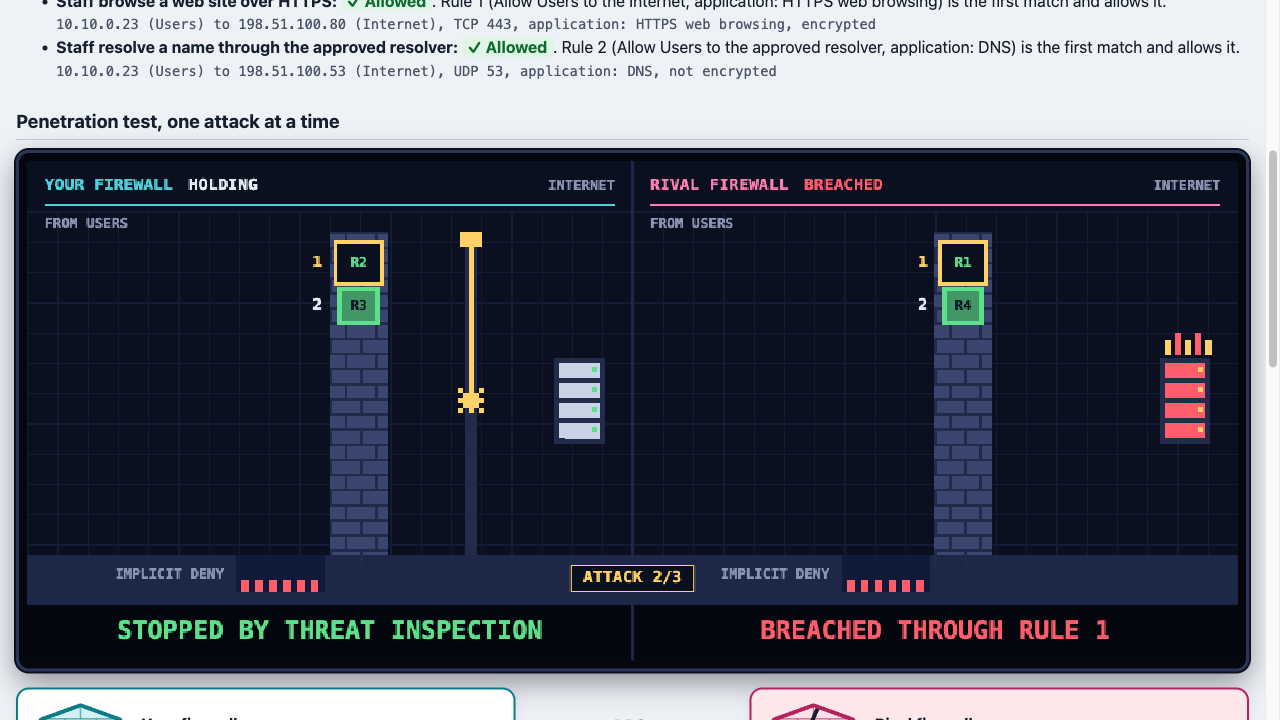 Staff browse a web site over HTTPS: ✓ Allowed . Rule 1 (Allow Users to the Internet, application: HTTPS web browsing) is the first match and allows it.
10.10.0.23 (Users) to 198.51.100.80 (Internet), TCP 443, application: HTTPS web browsing, encrypted
Staff resolve a name through the approved resolver: ✓ Allowed . Rule 2 (Allow Users to the approved resolver, application: DNS) is the first match and allows it.
10.10.0.23 (Users) to 198.51.100.53 (Internet), UDP 53, application: DNS, not encrypted
Penetration test, one attack at a time
YOUR FIREWALL HOLDING INTERNET
FROM USERS
1 R2
2 R3
IMPLICIT DENY
STOPPED BY THREAT INSPECTION
ATTACK 2/3
RIVAL FIREWALL BREACHED INTERNET
FROM USERS
1 R1
2 R4
IMPLICIT DENY
BREACHED THROUGH RULE 1